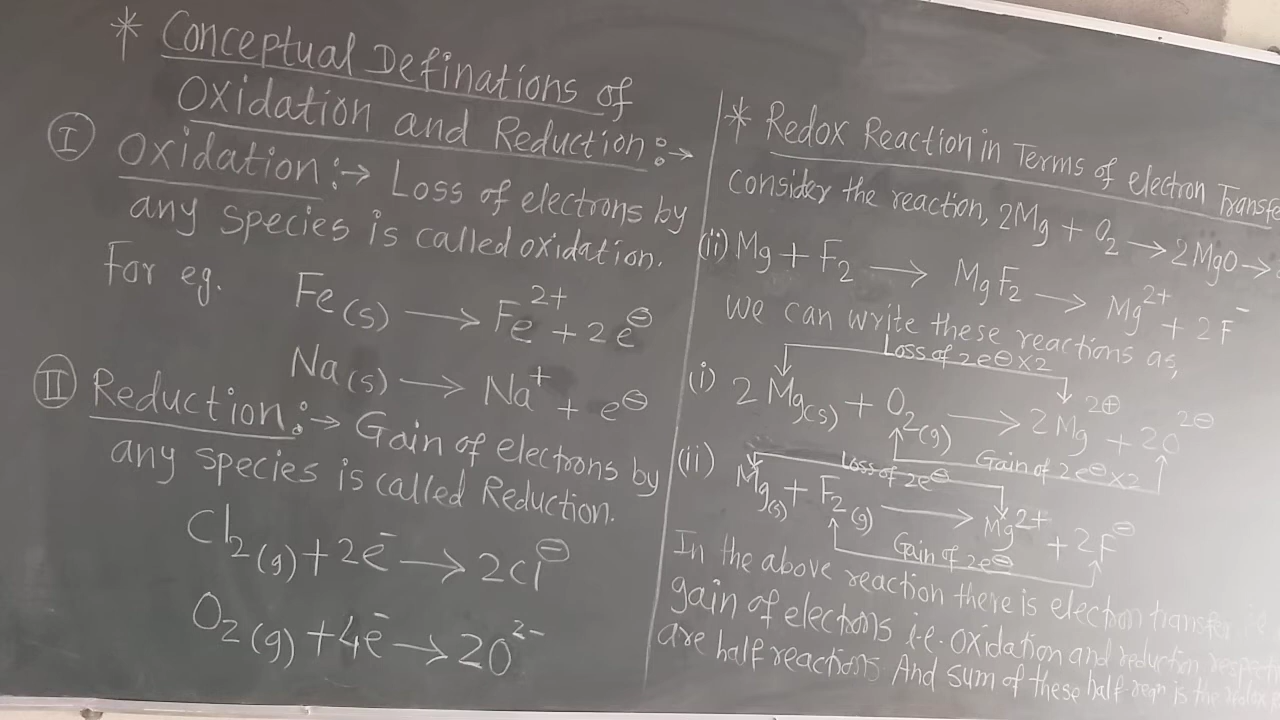 * Conceptual Definations of
Oxidation and Reduction:→
Ⓘ Oxidation:→ Loss of electrons by
any species is called oxidation.
For eg. Fe(s) → Fe²⁺ + 2e⊖
Na(s) → Na⁺ + e⊖
Ⓘ Reduction:→ Gain of electrons by
any species is called Reduction.
Cl₂(g) + 2e⁻ → 2Cl⊖
O₂(g) + 4e⁻ → 2O²⁻
* Redox Reaction in Terms of electron
consider the reaction, 2Mg + O₂ → 2MgO →
(ii) Mg + F₂ → MgF₂ → Mg²⁺ + 2F⁻
we can write these reactions as,
Loss of 2e⊖×2
(i) 2Mg(s) + O₂(g) → 2Mg²⊕ + 2O²⊖
Gain of 2e⊖×2
Loss of 2e⊖
(ii) Mg(s) + F₂(g) → Mg²⁺ + 2F⊖
Gain of 2e⊖
In the above reaction there is electron transfer
gain of electrons i.e. oxidation and reduction
are half reactions. And sum of these half reqn is the redox